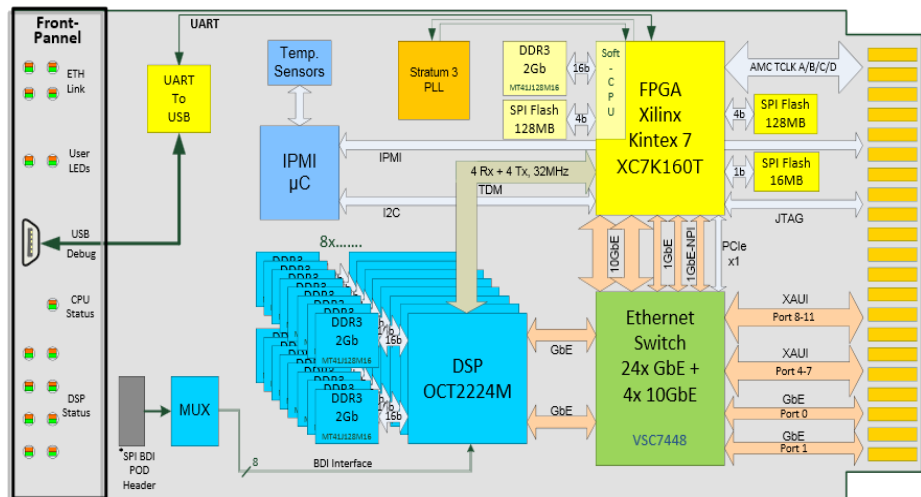 Front-
Pannel
ETH
Link
User
LEDs
USB
Debug
CPU
Status
DSP
Status
UART
UART
To
USB
Temp.
Sensors
IPMI
µC
Stratum 3
PLL
DDR3
2Gb
MT41J128M16
16b
SPI Flash
128MB
4b
Soft
-
C
P
U
FPGA
Xilinx
Kintex 7
XC7K160T
AMC TCLK A/B/C/D
4b
SPI Flash
128MB
1b
SPI Flash
16MB
IPMI
4 Rx + 4 Tx, 32MHz
TDM
I2C
JTAG
10GbE
1GbE
1GbE-NPI
PCIe
x1
8x.......
DDR3
DDR3
DDR3
DDR3
2Gb
MT41J128M16
16b
DDR3
2Gb
MT41J128M16
16b
DSP
OCT2224M
GbE
GbE
Ethernet
Switch
24x GbE +
4x 10GbE
VSC7448
XAUI
Port 8-11
XAUI
Port 4-7
GbE
Port 0
GbE
Port 1
MUX
SPI BDI
POD
Header
8
BDI Interface